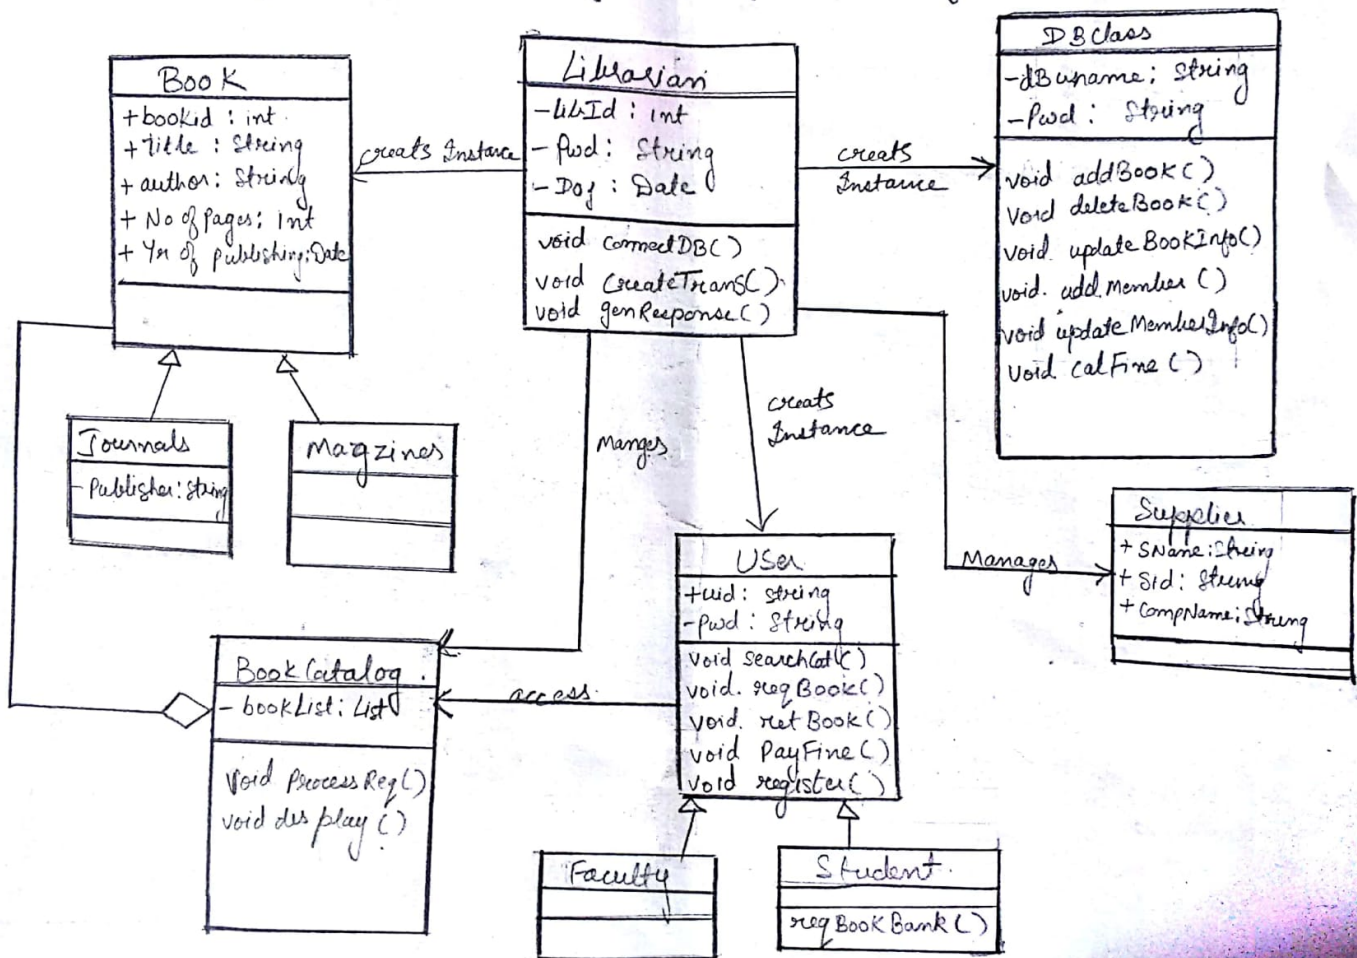 Book
+bookid : int
+Title : String
+ author: String
+ No of pages: Int
+ Yr of publishing:Date
creats Instance
Librarian
- LibId : int
- Pwd : String
- Doj : Date
void connectDB( )
void CreateTrans( )
void genResponse( )
creats
Instance
DBClass
-dBuname: String
-Pwd : String
void addBook( )
void deleteBook( )
void updateBookInfo( )
void. add Member ( )
void updateMemberInfo( )
void calFine ( )
Journals
- Publisher: String
Magzines
Manges
creats
Instance
Manages
Supplier
+ SName: String
+ Sid: String
+ CompName: String
User
+uid: string
-Pwd : String
void searchCat( )
void. reqBook( )
void. retBook( )
void PayFine ( )
void register( )
access.
BookCatalog.
- bookList: List
void ProcessReq( )
void display ( )
Faculty
Student.
reqBookBank ( )